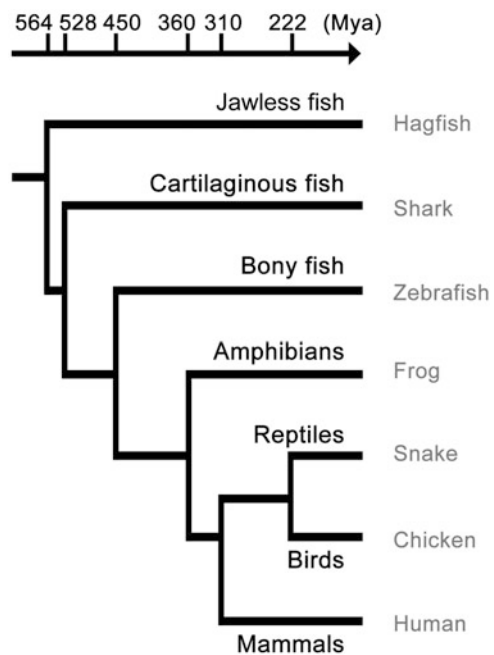 564 528 450 360 310 222 (Mya)
Jawless fish
Hagfish
Cartilaginous fish
Shark
Bony fish
Zebrafish
Amphibians
Frog
Reptiles
Snake
Chicken
Birds
Human
Mammals